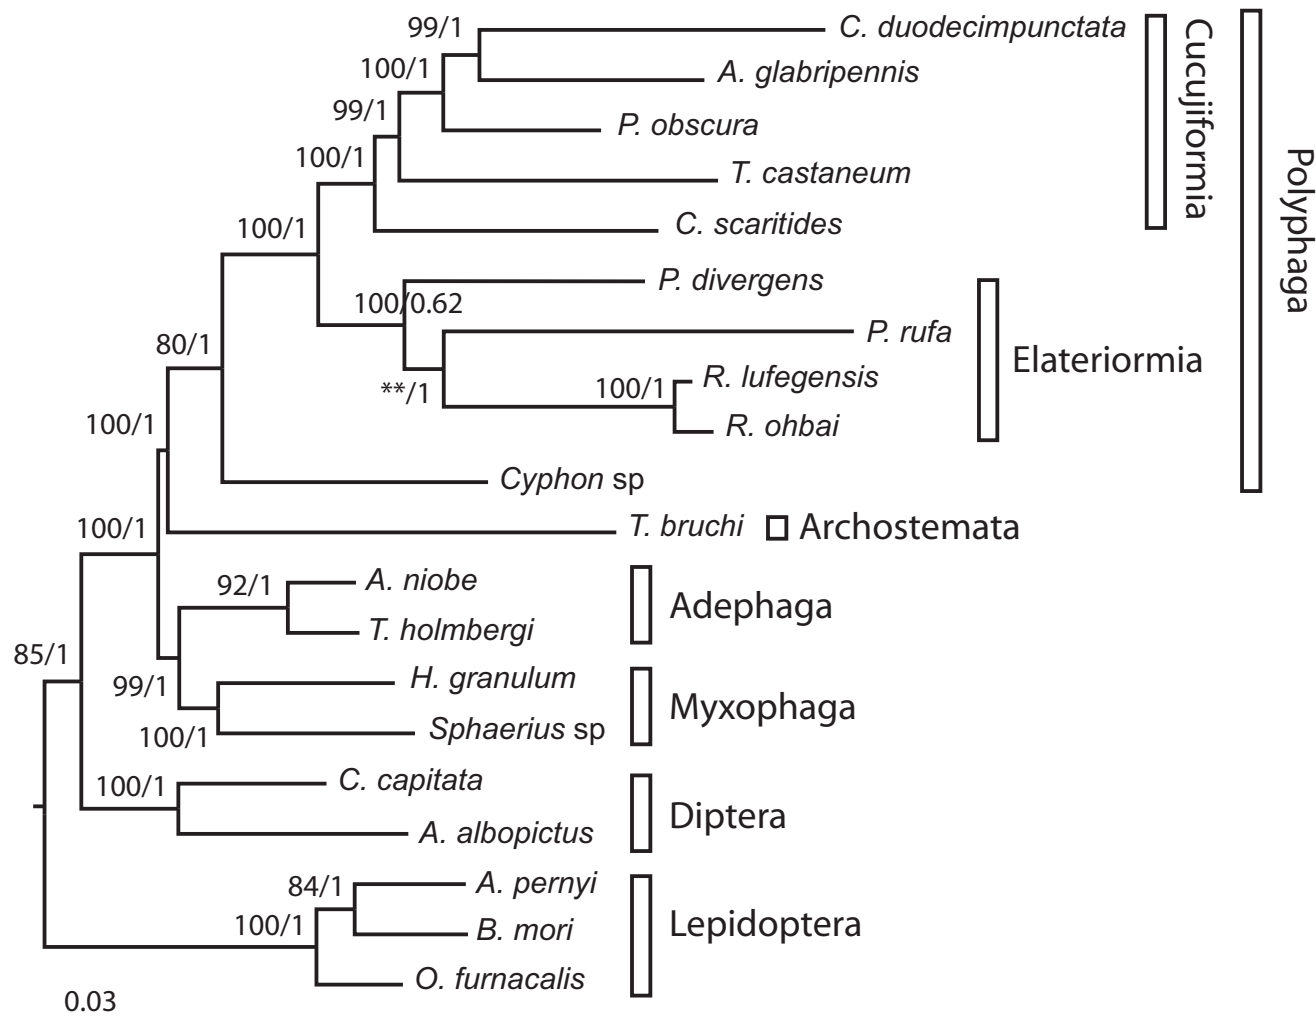 99/1
C. duodecimpunctata
100/1
A. glabripennis
99/1
P. obscura
100/1
T. castaneum
100/1
C. scaritides
Cucujiformia
Polyphaga
P. divergens
100/0.62
P. rufa
80/1
**/1
100/1
R. lufegensis
R. ohbai
Elateriormia
100/1
Cyphon sp
100/1
T. bruchi
Archostemata
92/1
A. niobe
T. holmbergi
Adephaga
85/1
99/1
H. granulum
100/1
Sphaerius sp
Myxophaga
100/1
C. capitata
A. albopictus
Diptera
84/1
A. pernyi
100/1
B. mori
O. furnacalis
Lepidoptera
0.03